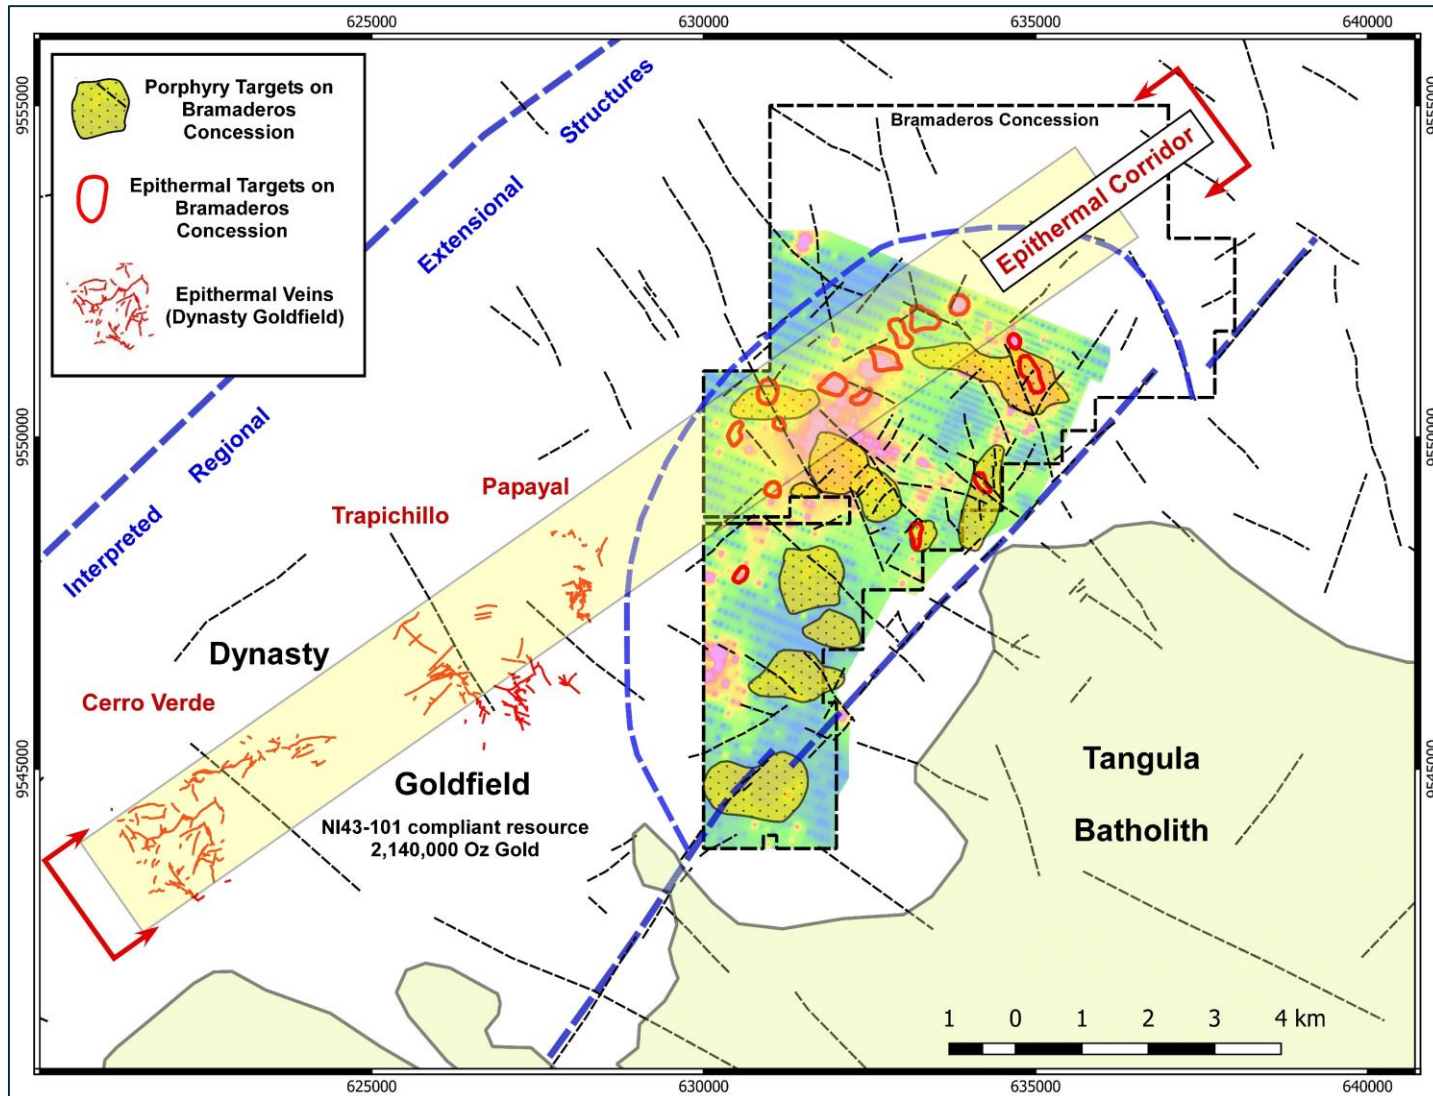 625000
630000
635000
640000
9555000
9555000
Porphyry Targets on
Bramaderos
Concession
Epithermal Targets on
Bramaderos
Concession
Epithermal Veins
(Dynasty Goldfield)
Structures
Extensional
Regional
Interpreted
Bramaderos Concession
Epithermal Corridor
9550000
9550000
Papayal
Trapichillo
Dynasty
Cerro Verde
Goldfield
NI43-101 compliant resource
2,140,000 Oz Gold
9545000
9545000
Tangula
Batholith
1 0 1 2 3 4 km
625000
630000
635000
640000